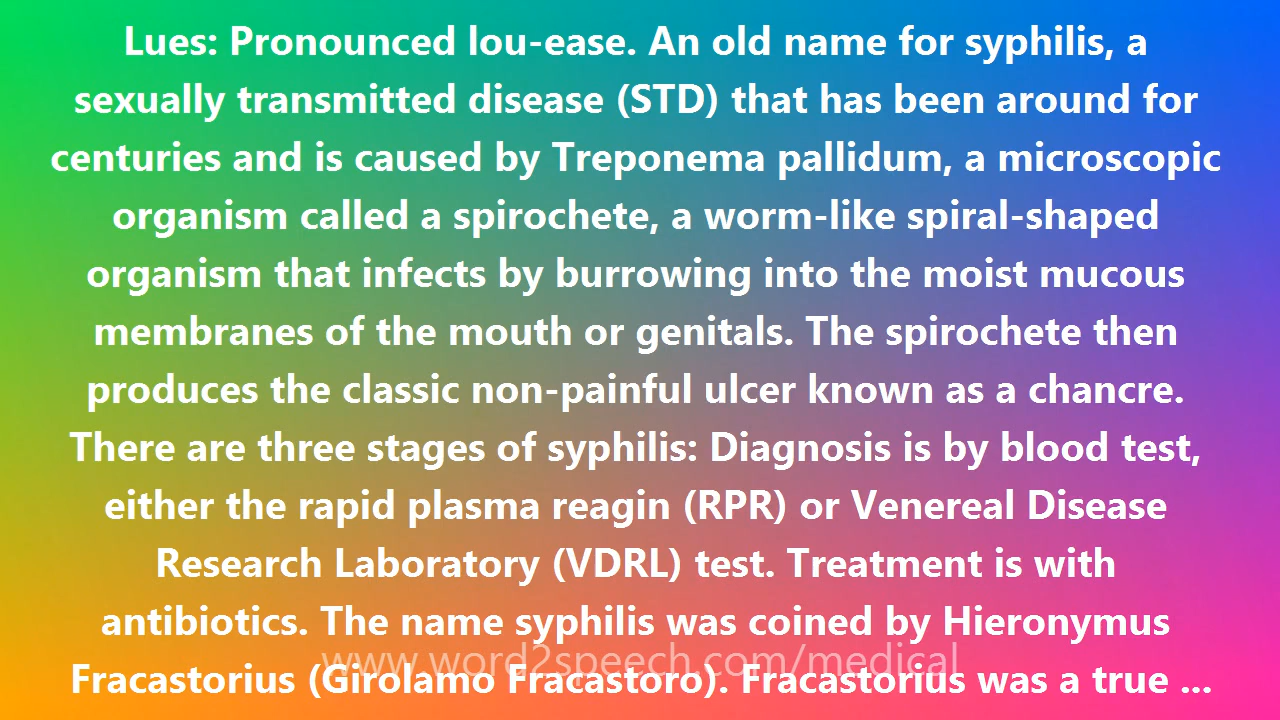 Lues: Pronounced lou-ease. An old name for syphilis, a
sexually transmitted disease (STD) that has been around for
centuries and is caused by Treponema pallidum, a microscopic
organism called a spirochete, a worm-like spiral-shaped
organism that infects by burrowing into the moist mucous
membranes of the mouth or genitals. The spirochete then
produces the classic non-painful ulcer known as a chancre.
There are three stages of syphilis: Diagnosis is by blood test,
either the rapid plasma reagin (RPR) or Venereal Disease
Research Laboratory (VDRL) test. Treatment is with
antibiotics. The name syphilis was coined by Hieronymus
www.word2speech.com/medical
Fracastorius (Girolamo Fracastoro). Fracastorius was a true ...